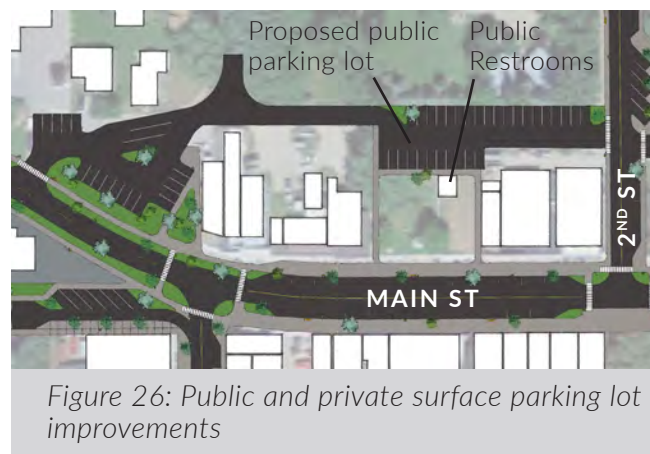 Proposed public
parking lot
Public
Restrooms
2ND ST
MAIN ST
Figure 26: Public and private surface parking lot
improvements